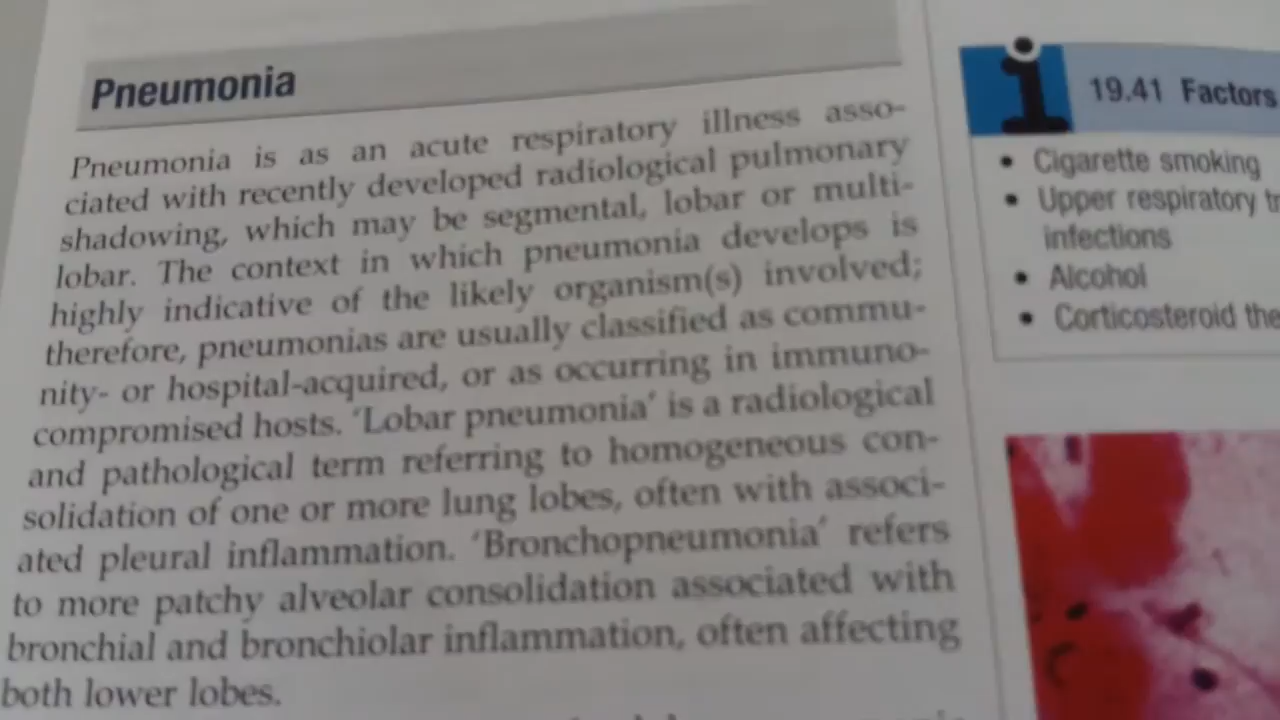 Pneumonia
Pneumonia is as an acute respiratory illness asso-
ciated with recently developed radiological pulmonary
shadowing, which may be segmental, lobar or multi-
lobar. The context in which pneumonia develops is
highly indicative of the likely organism(s) involved;
therefore, pneumonias are usually classified as commu-
nity- or hospital-acquired, or as occurring in immuno-
compromised hosts. 'Lobar pneumonia' is a radiological
and pathological term referring to homogeneous con-
solidation of one or more lung lobes, often with associ-
ated pleural inflammation. 'Bronchopneumonia' refers
to more patchy alveolar consolidation associated with
bronchial and bronchiolar inflammation, often affecting
both lower lobes.
i 19.41 Factors
• Cigarette smoking
• Upper respiratory
infections
• Alcohol
• Corticosteroid